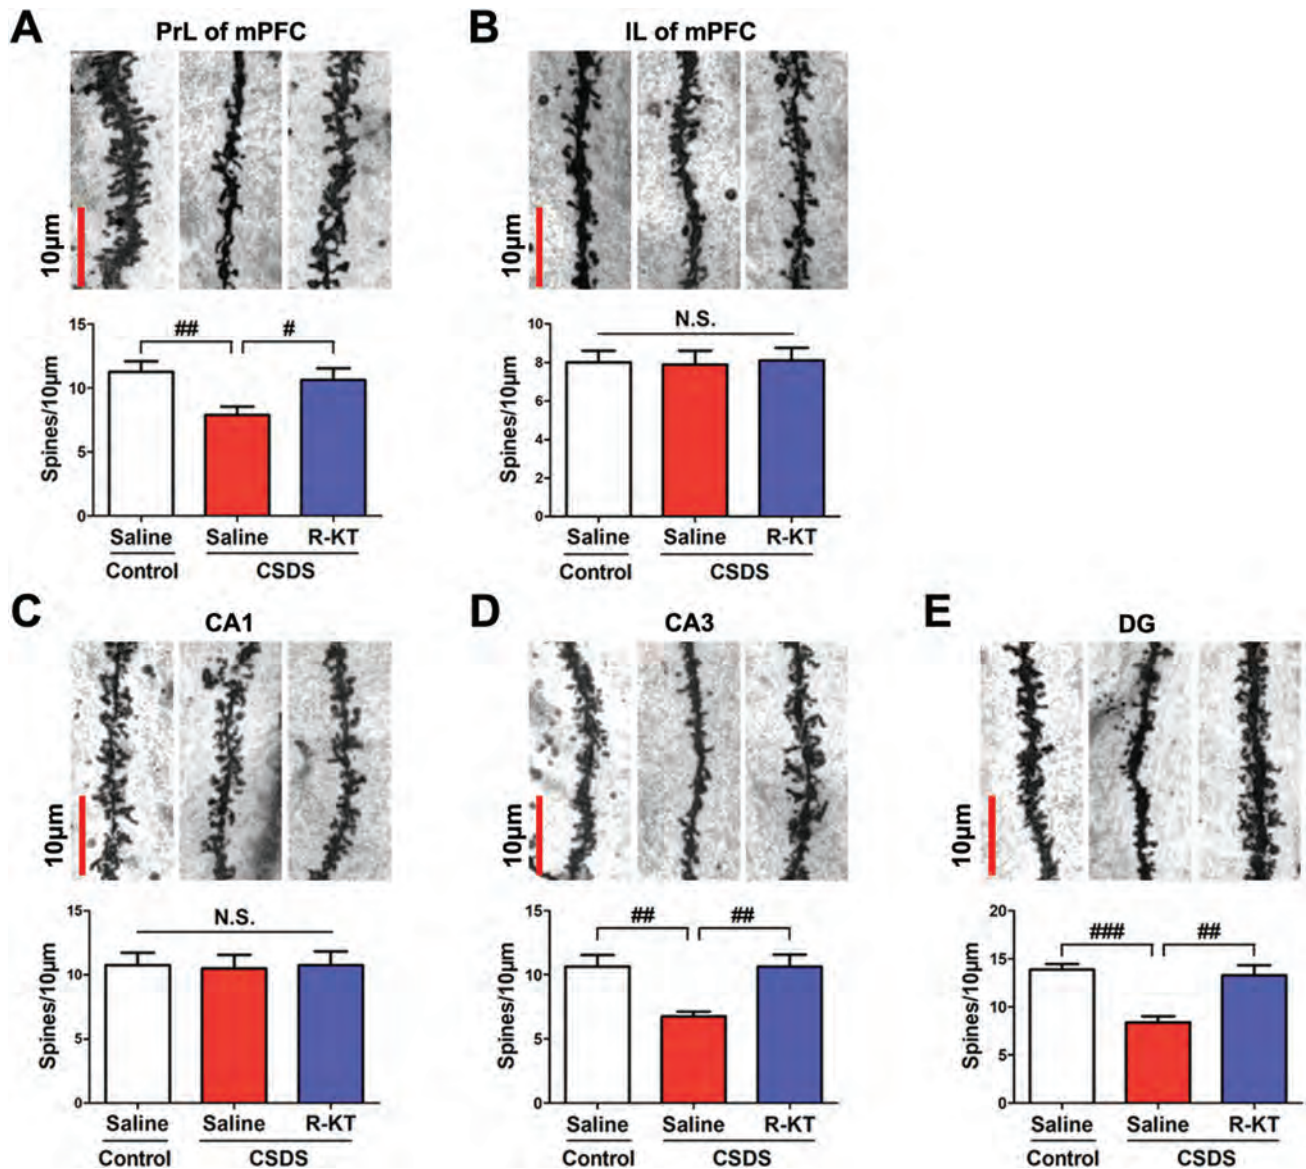 A
PrL of mPFC
10µm
Spines/10µm
15
10
5
0
##
#
Saline
Saline
R-KT
Control
CSDS
B
IL of mPFC
10µm
Spines/10µm
10
8
6
4
2
0
N.S.
Saline
Saline
R-KT
Control
CSDS
C
CA1
10µm
Spines/10µm
15
10
5
0
N.S.
Saline
Saline
R-KT
Control
CSDS
D
CA3
10µm
Spines/10µm
15
10
5
0
##
##
Saline
Saline
R-KT
Control
CSDS
E
DG
10µm
Spines/10µm
20
15
10
5
0
###
##
Saline
Saline
R-KT
Control
CSDS